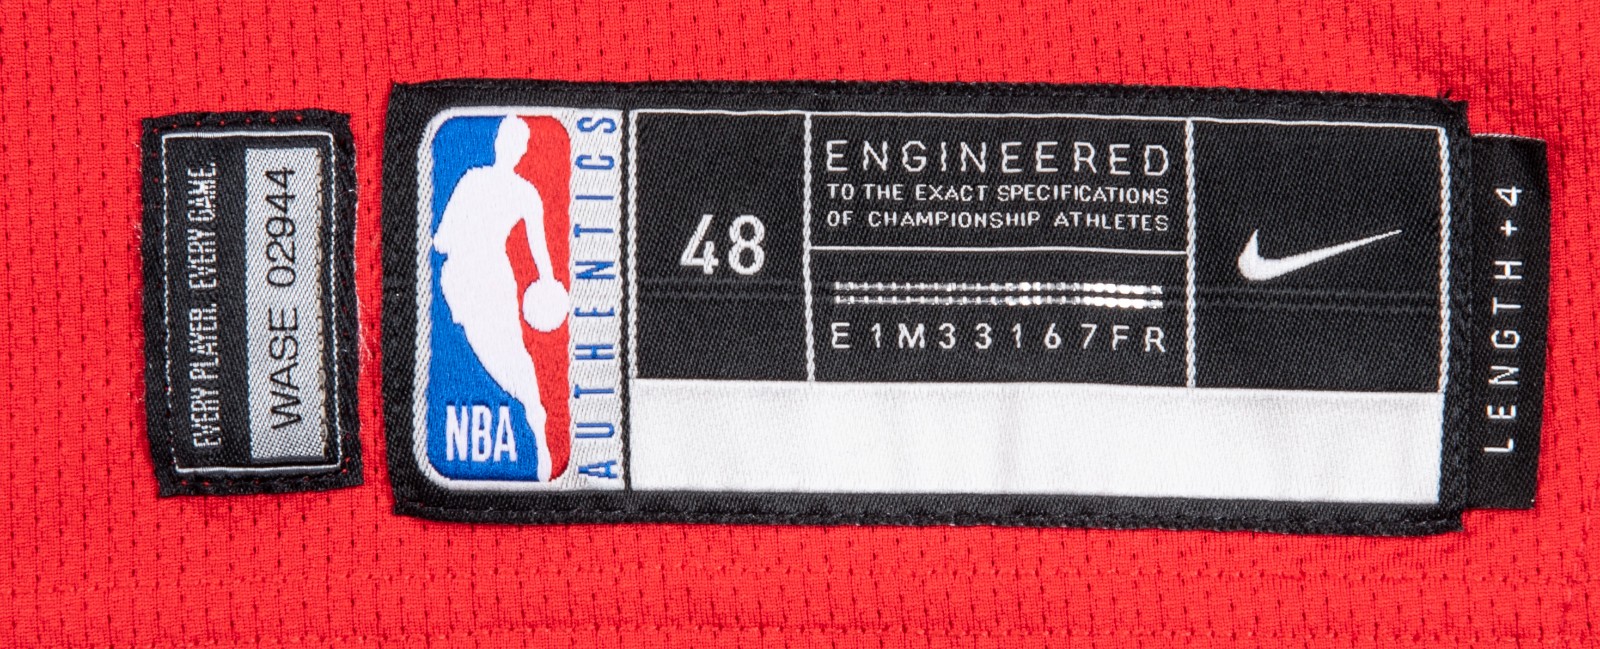 EVERY PLAYER. EVERY GAME.
WASE 02944
NBA
AUTHENTICS
48
ENGINEERED
TO THE EXACT SPECIFICATIONS
OF CHAMPIONSHIP ATHLETES
E1M33167FR
LENGTH +4